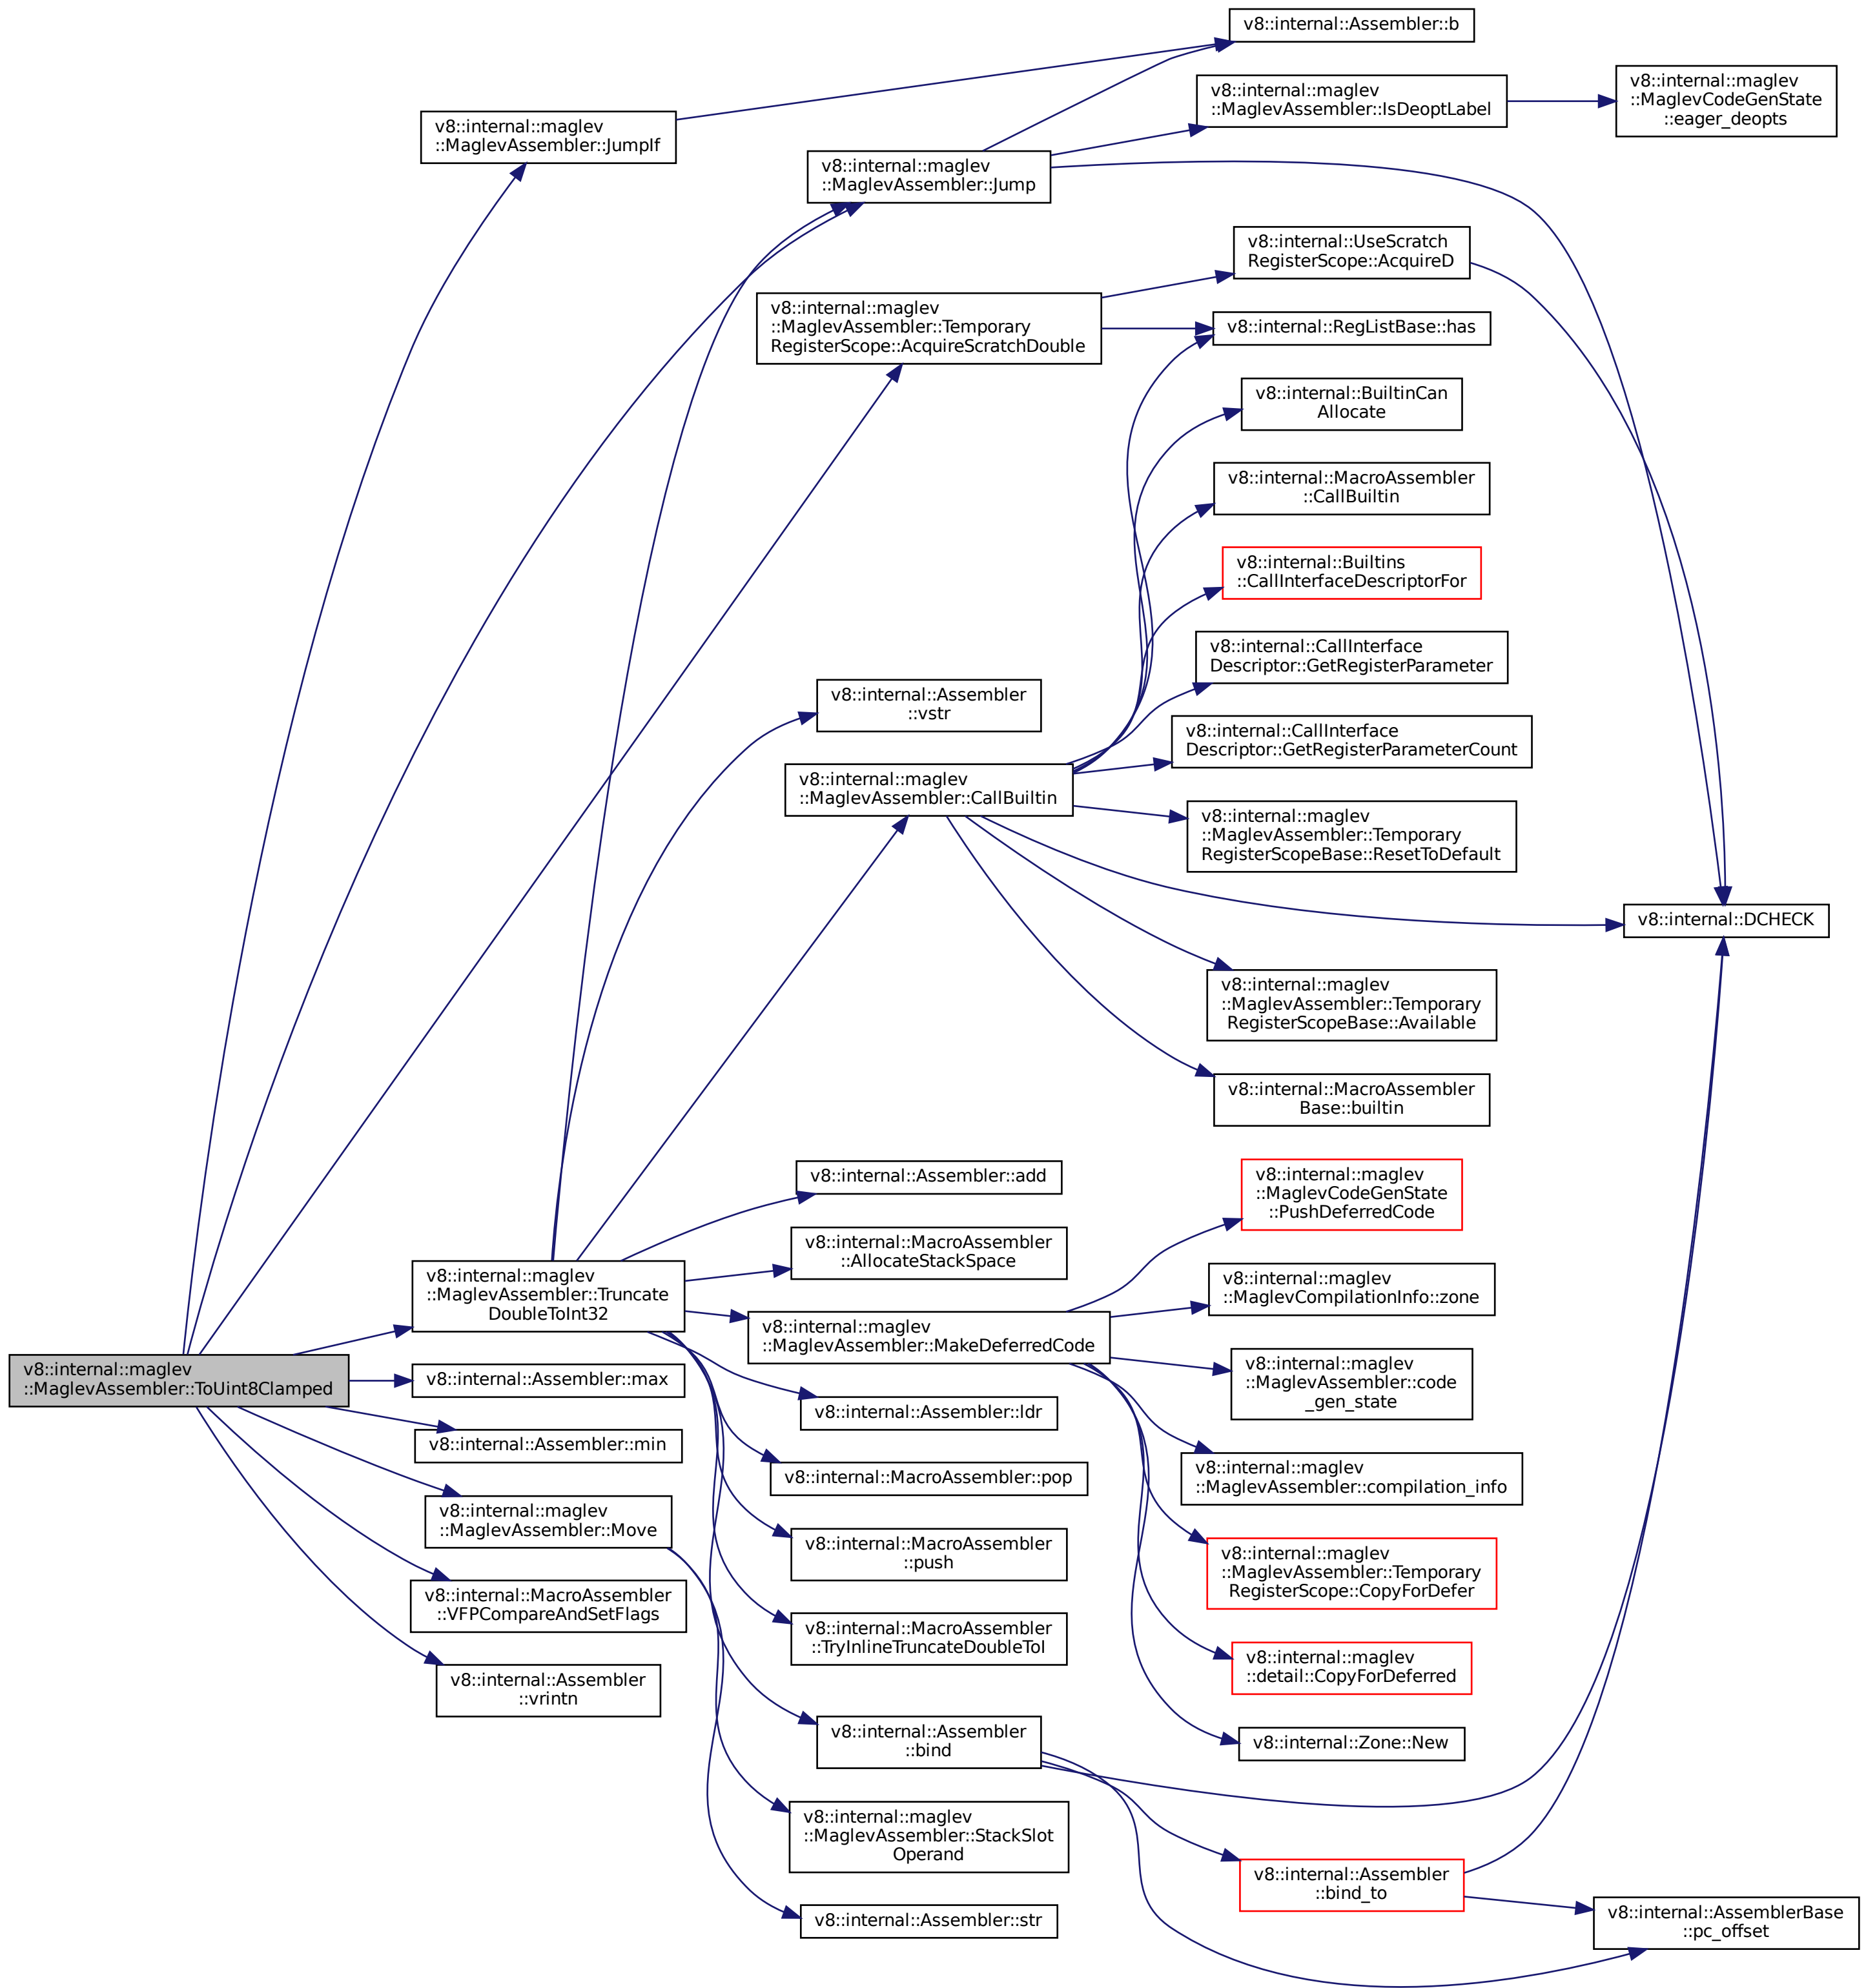 v8::internal::Assembler::b
v8::internal::maglev
::MaglevAssembler::IsDeoptLabel
v8::internal::maglev
::MaglevCodeGenState
::eager_deopts
v8::internal::maglev
::MaglevAssembler::JumpIf
v8::internal::maglev
::MaglevAssembler::Jump
v8::internal::UseScratch
RegisterScope::AcquireD
v8::internal::maglev
::MaglevAssembler::Temporary
RegisterScope::AcquireScratchDouble
v8::internal::RegListBase::has
v8::internal::BuiltinCan
Allocate
v8::internal::MacroAssembler
::CallBuiltin
v8::internal::Builtins
::CallInterfaceDescriptorFor
v8::internal::CallInterface
Descriptor::GetRegisterParameter
v8::internal::Assembler
::vstr
v8::internal::CallInterface
Descriptor::GetRegisterParameterCount
v8::internal::maglev
::MaglevAssembler::CallBuiltin
v8::internal::maglev
::MaglevAssembler::Temporary
RegisterScopeBase::ResetToDefault
v8::internal::DCHECK
v8::internal::maglev
::MaglevAssembler::Temporary
RegisterScopeBase::Available
v8::internal::MacroAssembler
Base::builtin
v8::internal::Assembler::add
v8::internal::maglev
::MaglevCodeGenState
::PushDeferredCode
v8::internal::MacroAssembler
::AllocateStackSpace
v8::internal::maglev
::MaglevAssembler::Truncate
DoubleToInt32
v8::internal::maglev
::MaglevCompilationInfo::zone
v8::internal::maglev
::MaglevAssembler::MakeDeferredCode
v8::internal::maglev
::MaglevAssembler::ToUint8Clamped
v8::internal::Assembler::max
v8::internal::maglev
::MaglevAssembler::code
_gen_state
v8::internal::Assembler::ldr
v8::internal::Assembler::min
v8::internal::MacroAssembler::pop
v8::internal::maglev
::MaglevAssembler::compilation_info
v8::internal::maglev
::MaglevAssembler::Move
v8::internal::MacroAssembler
::push
v8::internal::maglev
::MaglevAssembler::Temporary
RegisterScope::CopyForDefer
v8::internal::MacroAssembler
::VFPCompareAndSetFlags
v8::internal::MacroAssembler
::TryInlineTruncateDoubleToI
v8::internal::maglev
::detail::CopyForDeferred
v8::internal::Assembler
::vrintn
v8::internal::Assembler
::bind
v8::internal::Zone::New
v8::internal::maglev
::MaglevAssembler::StackSlot
Operand
v8::internal::Assembler
::bind_to
v8::internal::Assembler::str
v8::internal::AssemblerBase
::pc_offset